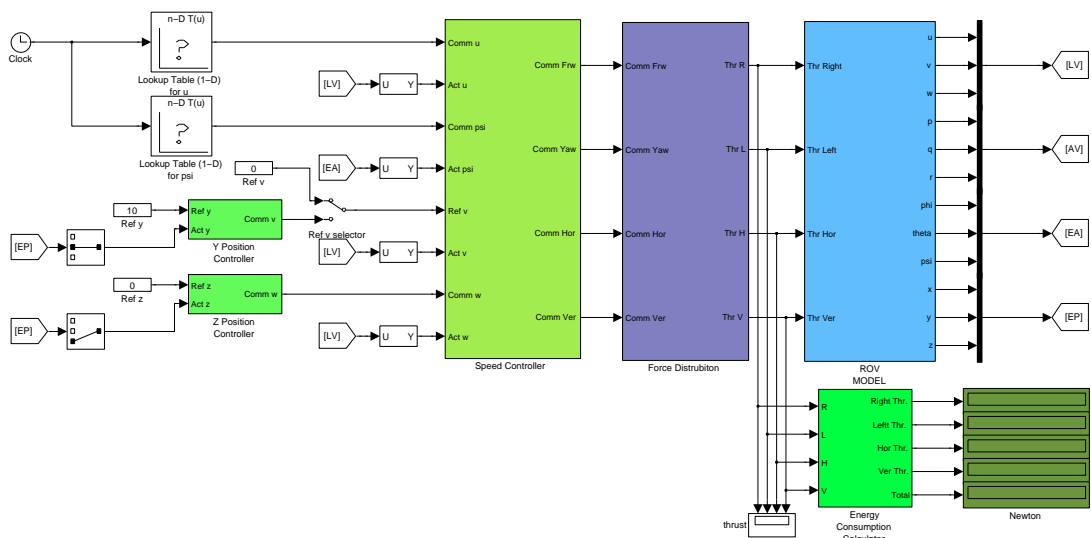 n−D T(u)
Clock
Lookup Table (1−D)
for u
n−D T(u)
Lookup Table (1−D)
for psi
[LV]
U Y
[EA]
U Y
0
Ref v
Ref v selector
10
Ref y
Ref y
Act y
Comm v
Y Position
Controller
[EP]
0
Ref z
Ref z
Act z
Comm w
Z Position
Controller
[EP]
[LV]
U Y
[LV]
U Y
Comm u
Act u
Comm psi
Act psi
Ref v
Act v
Comm w
Act w
Comm Frw
Comm Yaw
Comm Hor
Comm Ver
Speed Controller
Comm Frw
Comm Yaw
Comm Hor
Comm Ver
Thr R
Thr L
Thr H
Thr V
Force Distrubiton
Thr Right
Thr Left
Thr Hor
Thr Ver
u
v
w
p
q
r
phi
theta
psi
x
y
z
ROV
MODEL
[LV]
[AV]
[EA]
[EP]
R
L
H
V
Right Thr.
Leftt Thr.
Hor Thr.
Ver Thr.
Total
Energy
Consumption
Calculator
Newton
thrust